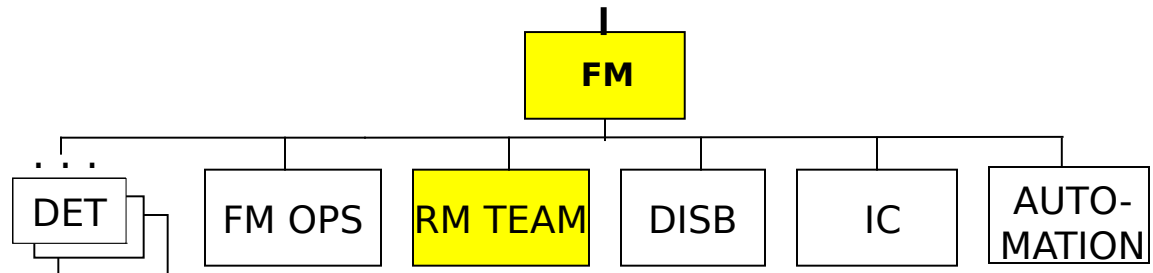 FM
. . .
DET
FM OPS
RM TEAM
DISB
IC
AUTO-
MATION